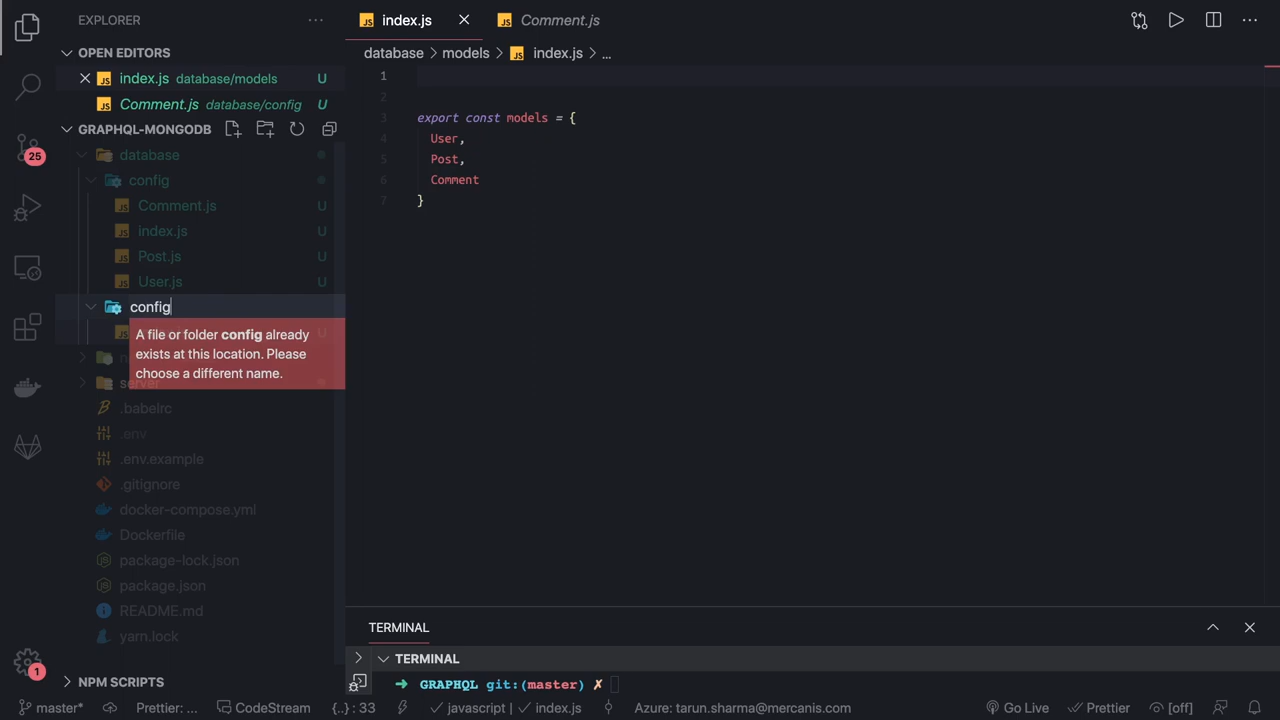 EXPLORER
OPEN EDITORS
index.js database/models U
Comment.js database/config U
GRAPHQL-MONGODB
25
database
config
Comment.js U
index.js U
Post.js U
User.js U
config
A file or folder config already
exists at this location. Please
choose a different name.
.babelrc
.env
.env.example
.gitignore
docker-compose.yml
Dockerfile
package-lock.json
package.json
README.md
yarn.lock
1
NPM SCRIPTS
index.js
Comment.js
database > models > index.js > ...
1
2
3 export const models = {
4 User,
5 Post,
6 Comment
7 }
TERMINAL
TERMINAL
➜ GRAPHQL git:(master) ✗
master* Prettier: ... CodeStream {..} : 33 ✓ javascript | ✓ index.js Azure: tarun.sharma@mercanis.com Go Live Prettier [off]